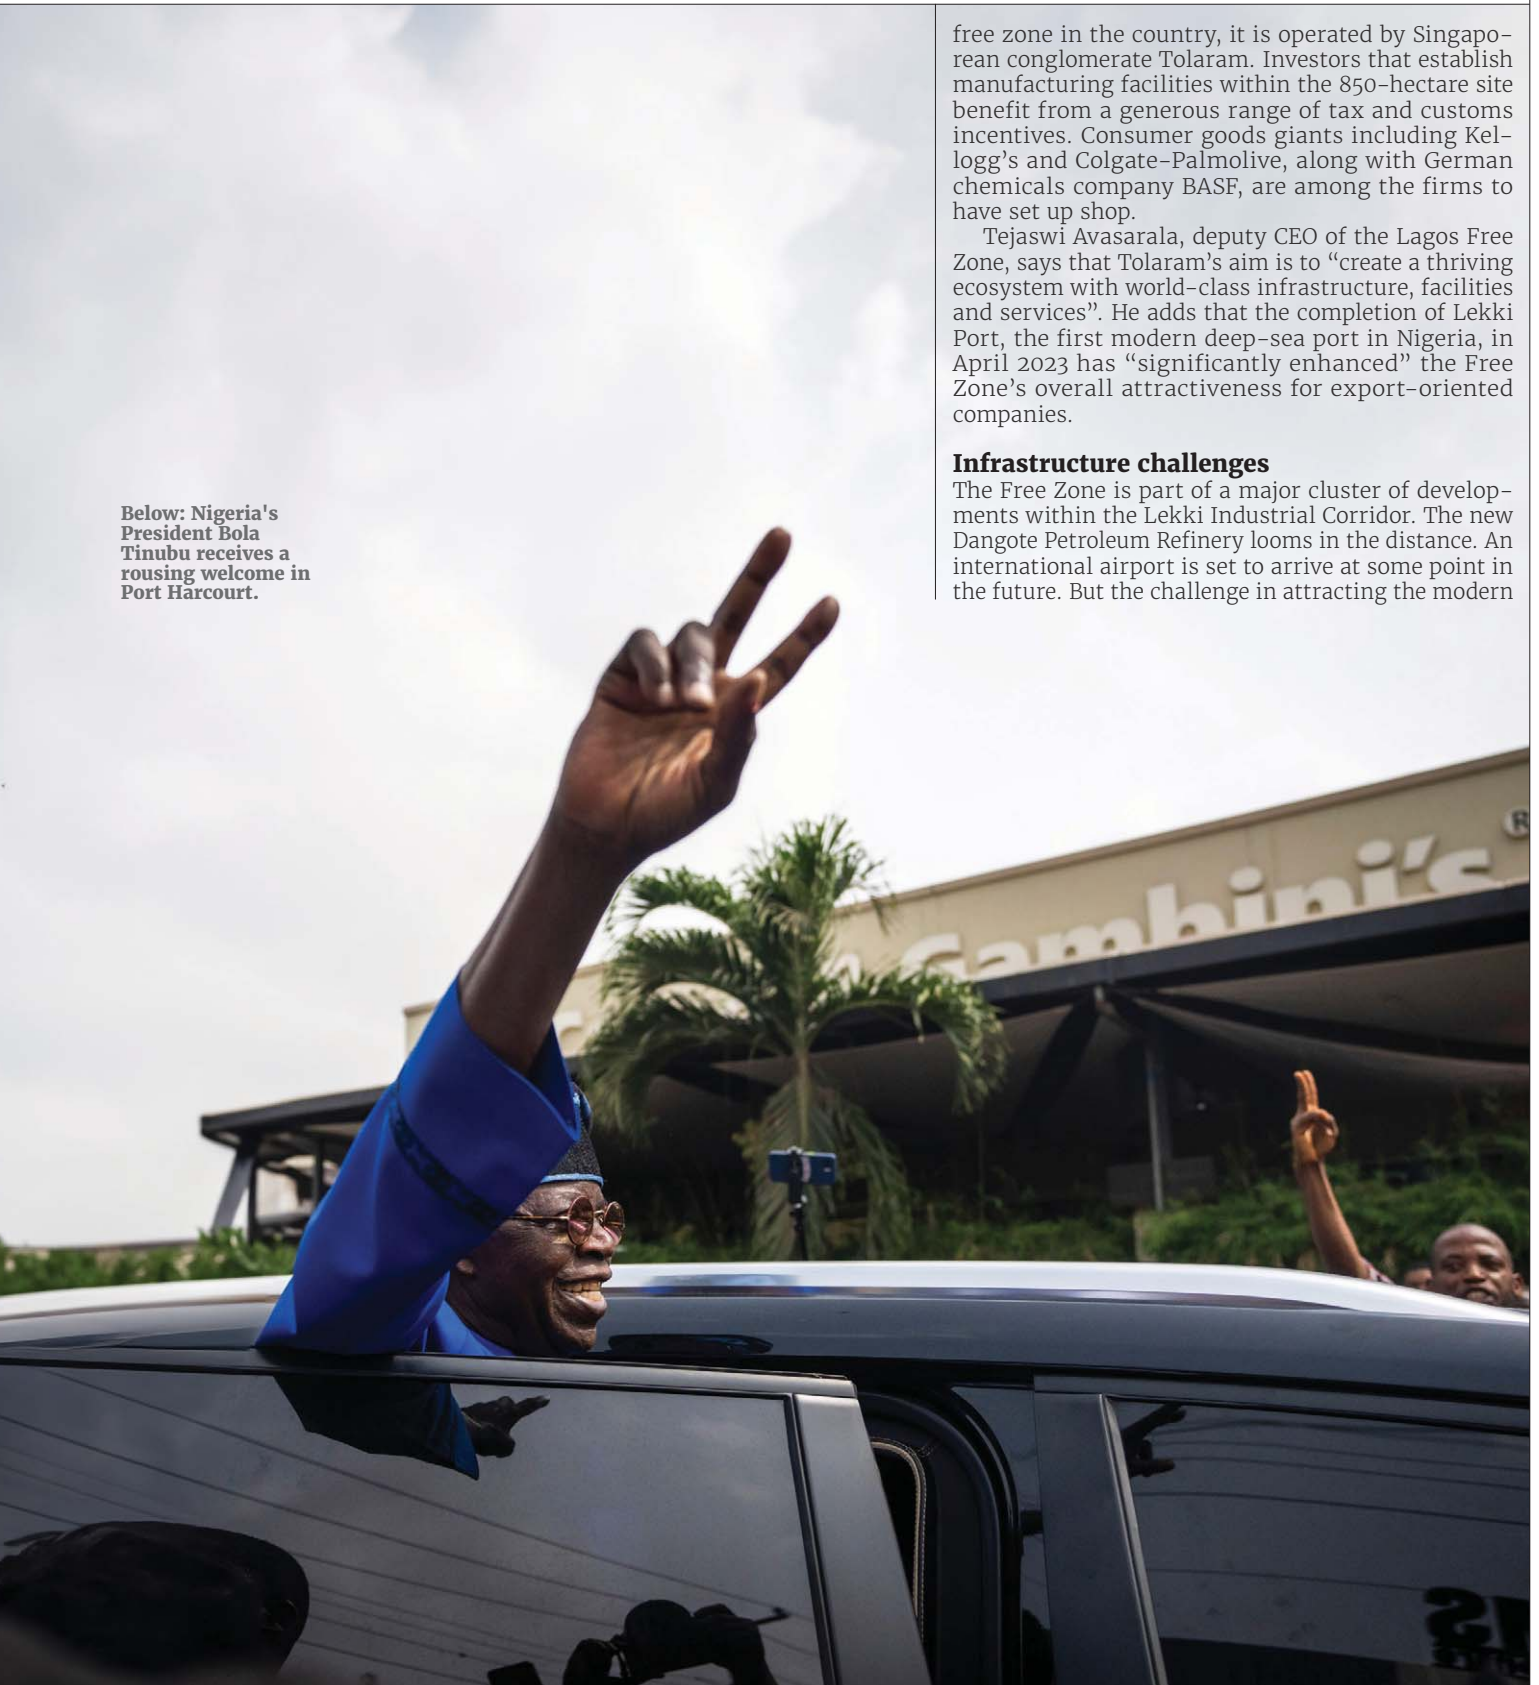 free zone in the country, it is operated by Singapo-
rean conglomerate Tolaram. Investors that establish
manufacturing facilities within the 850-hectare site
benefit from a generous range of tax and customs
incentives. Consumer goods giants including Kel-
logg’s and Colgate-Palmolive, along with German
chemicals company BASF, are among the firms to
have set up shop.
Tejaswi Avasarala, deputy CEO of the Lagos Free
Zone, says that Tolaram’s aim is to “create a thriving
ecosystem with world-class infrastructure, facilities
and services”. He adds that the completion of Lekki
Port, the first modern deep-sea port in Nigeria, in
April 2023 has “significantly enhanced” the Free
Zone’s overall attractiveness for export-oriented
companies.
Infrastructure challenges
The Free Zone is part of a major cluster of develop-
ments within the Lekki Industrial Corridor. The new
Dangote Petroleum Refinery looms in the distance. An
international airport is set to arrive at some point in
the future. But the challenge in attracting the modern
Below: Nigeria's
President Bola
Tinubu receives a
rousing welcome in
Port Harcourt.
Gambini’s ®